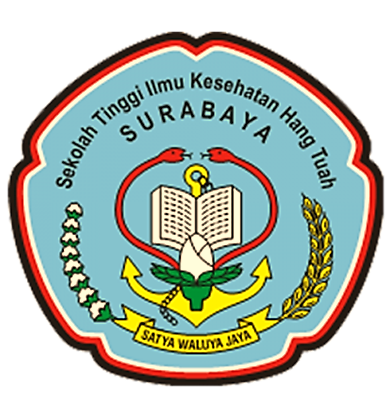 Sekolah Tinggi Ilmu Kesehatan Hang Tuah
SURABAYA
SATYA WALUYA JAYA